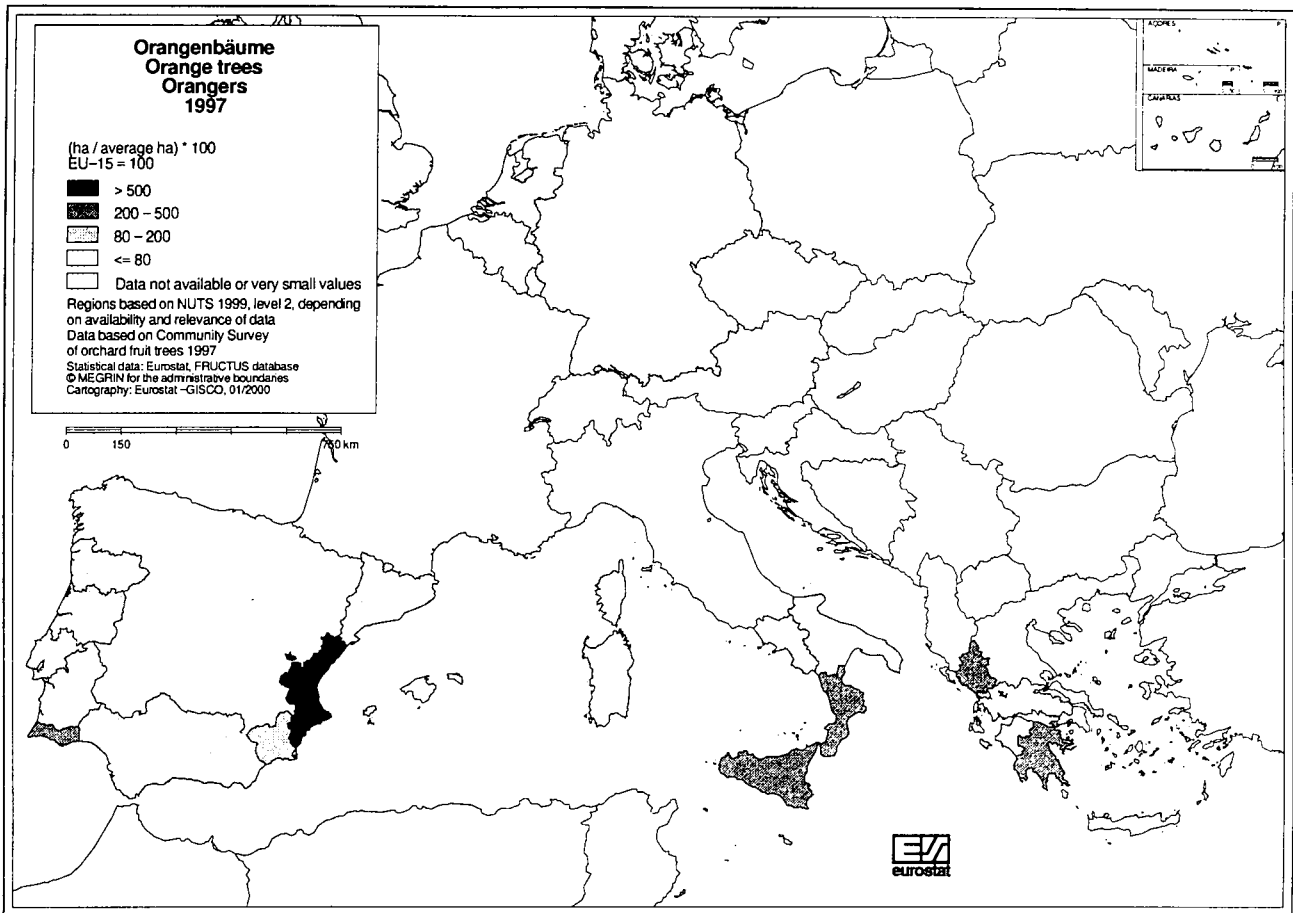 Orangenbäume
Orange trees
Orangers
1997
(ha / average ha) * 100
EU-15 = 100
> 500
200 - 500
80 - 200
<= 80
Data not available or very small values
Regions based on NUTS 1999, level 2, depending
on availability and relevance of data
Data based on Community Survey
of orchard fruit trees 1997
Statistical data: Eurostat, FRUCTUS database
© MEGRIN for the administrative boundaries
Cartography: Eurostat -GISCO, 01/2000
0 150 750 km
AÇORES P
MADEIRA P
CANARIAS E
eurostat